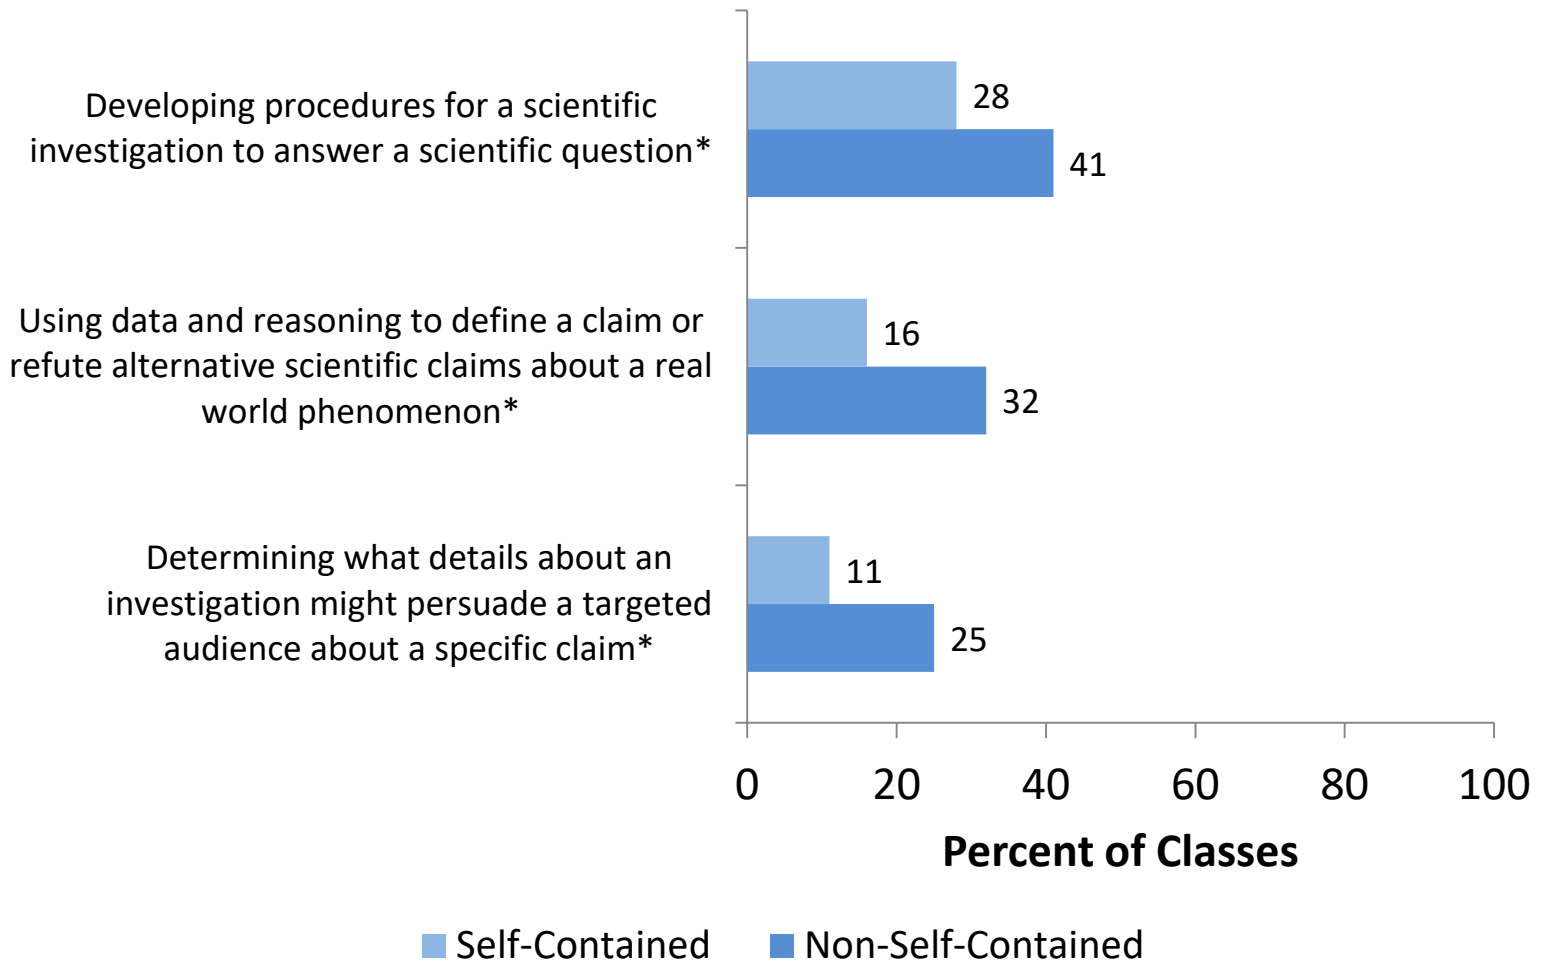 Developing procedures for a scientific
investigation to answer a scientific question*
28
41
Using data and reasoning to define a claim or
refute alternative scientific claims about a real
world phenomenon*
16
32
Determining what details about an
investigation might persuade a targeted
audience about a specific claim*
11
25
0 20 40 60 80 100
Percent of Classes
Self-Contained Non-Self-Contained